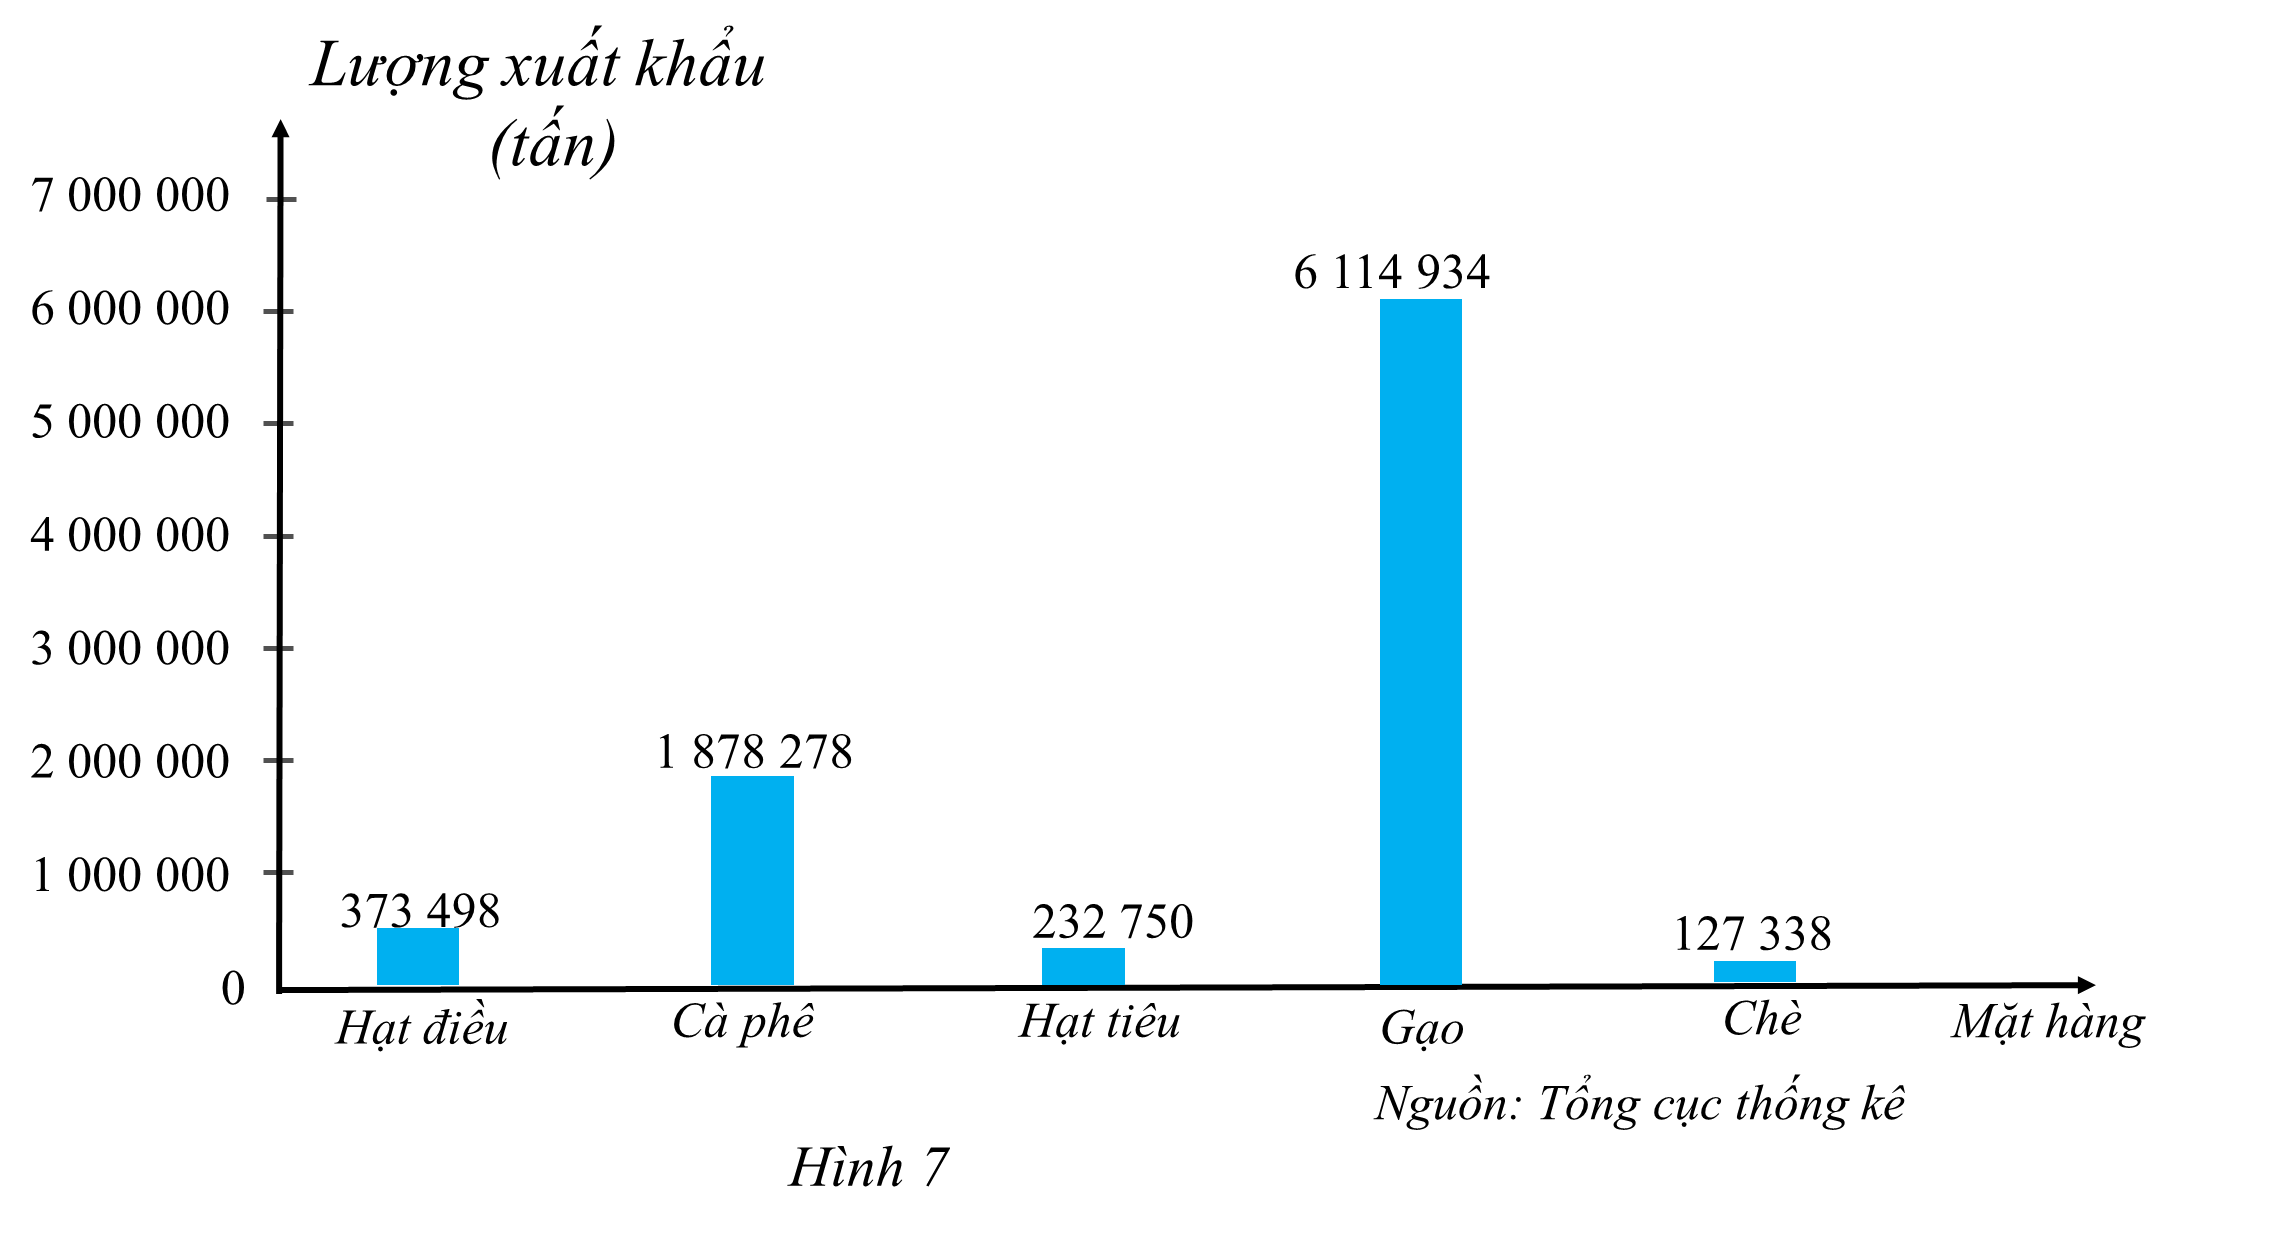 Lượng xuất khẩu
(tấn)
7 000 000
6 000 000
5 000 000
4 000 000
3 000 000
2 000 000
1 000 000
0
373 498
1 878 278
232 750
6 114 934
127 338
Hạt điều
Cà phê
Hạt tiêu
Gạo
Chè
Mặt hàng
Nguồn: Tổng cục thống kê
Hình 7